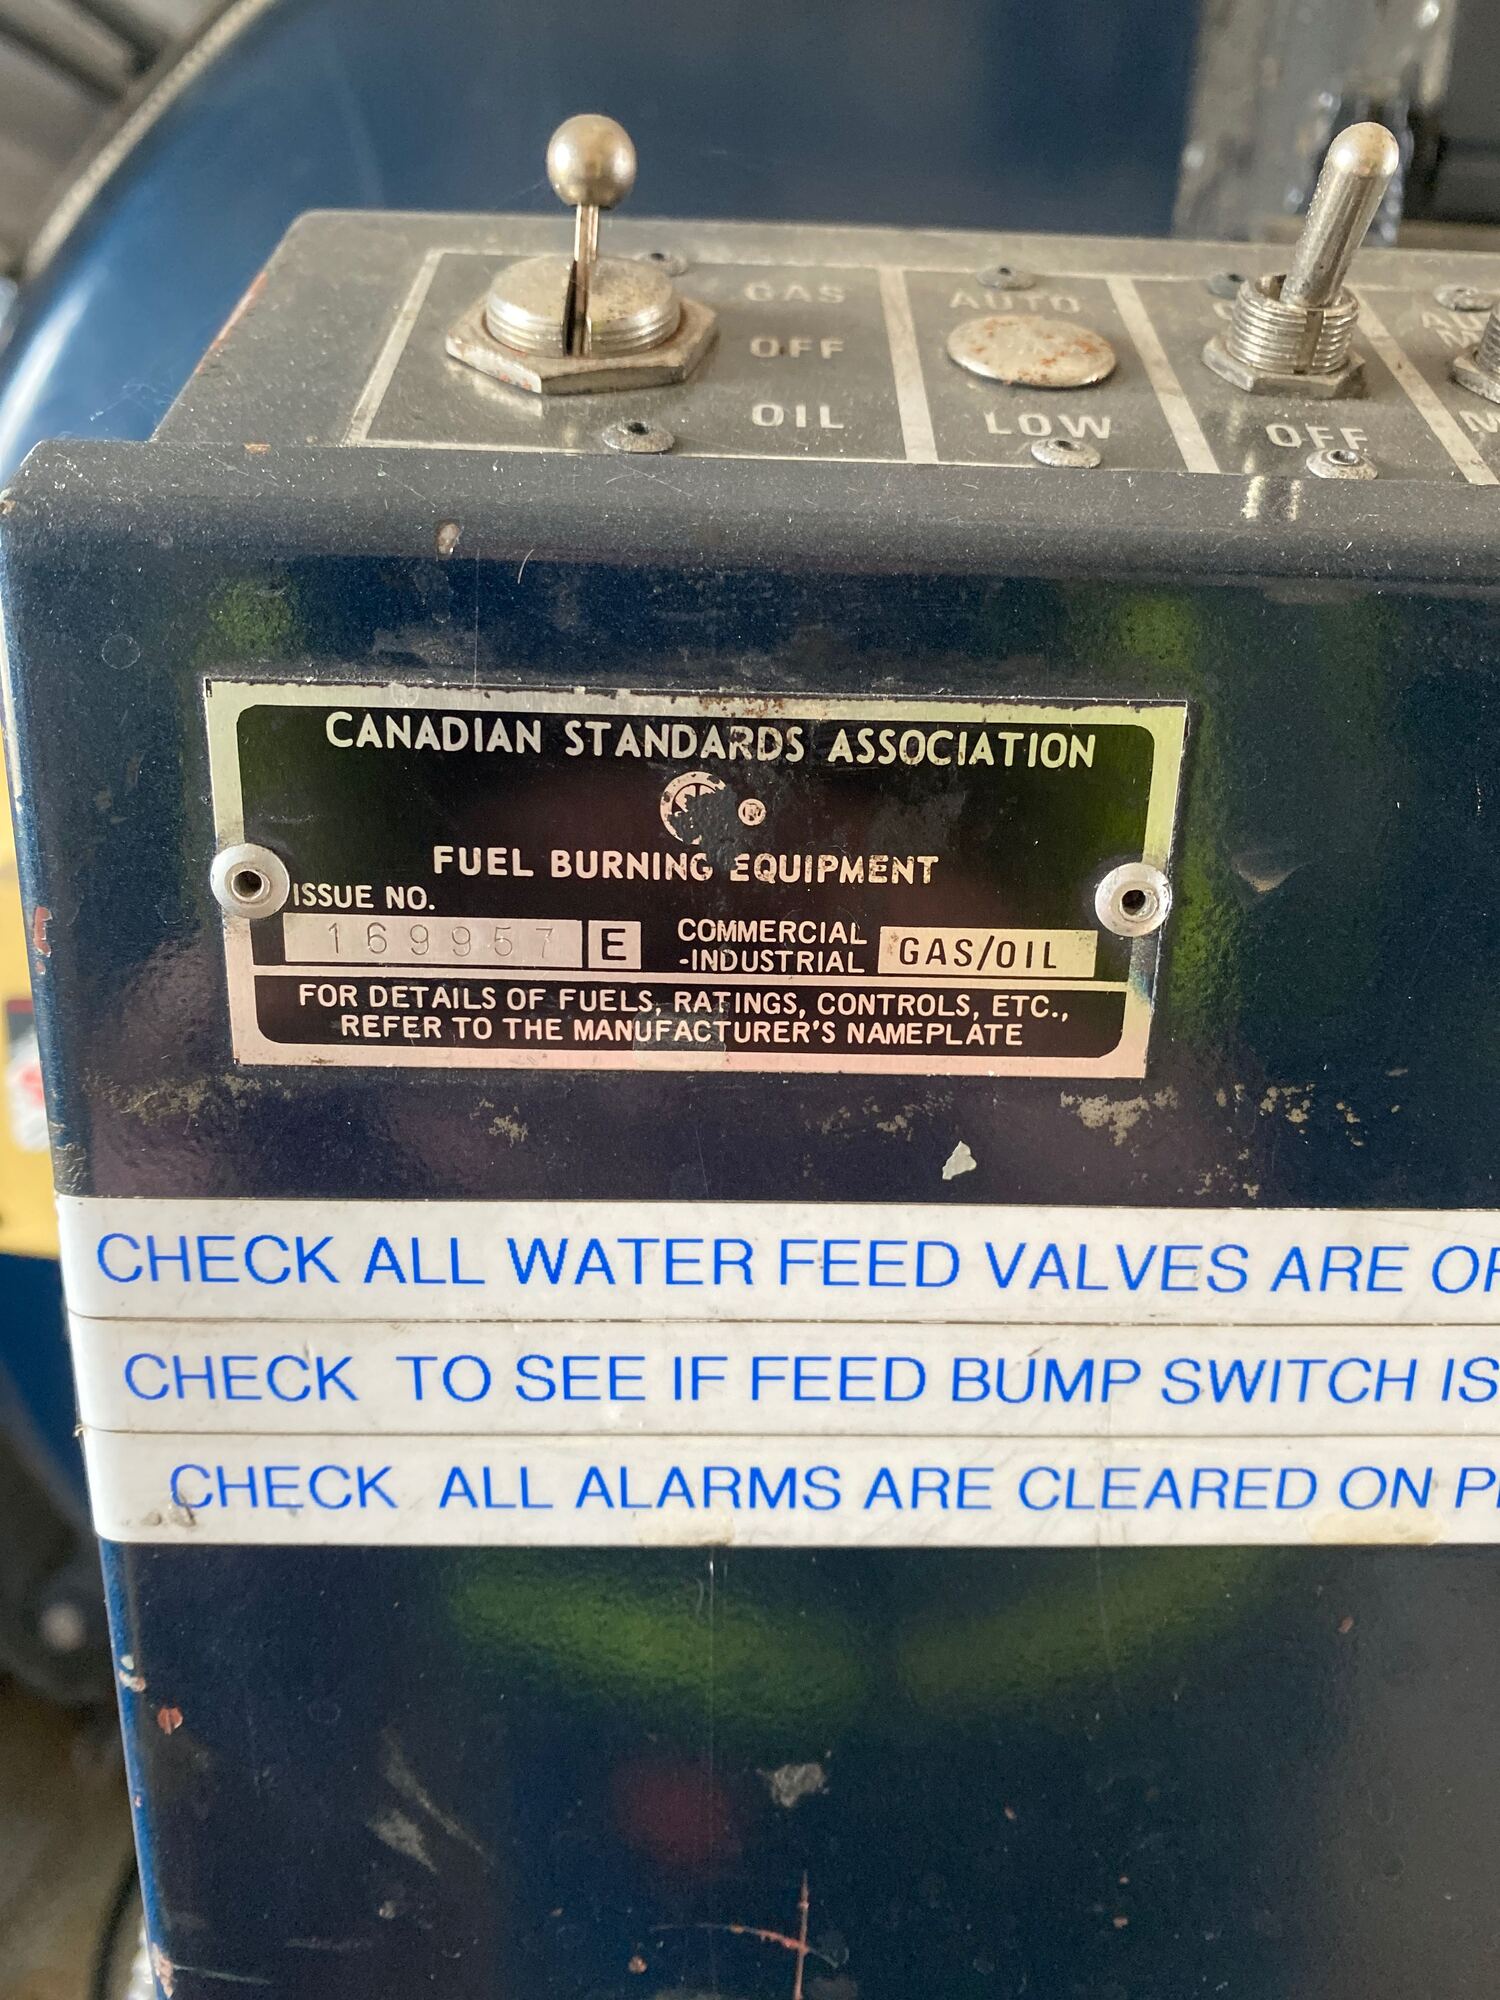 GAS
OFF
OIL
AUTO
LOW
OFF
CANADIAN STANDARDS ASSOCIATION
®
FUEL BURNING EQUIPMENT
ISSUE NO.
169957 E
COMMERCIAL
-INDUSTRIAL
GAS/OIL
FOR DETAILS OF FUELS, RATINGS, CONTROLS, ETC.,
REFER TO THE MANUFACTURER'S NAMEPLATE
CHECK ALL WATER FEED VALVES ARE
CHECK TO SEE IF FEED BUMP SWITCH IS
CHECK ALL ALARMS ARE CLEARED ON